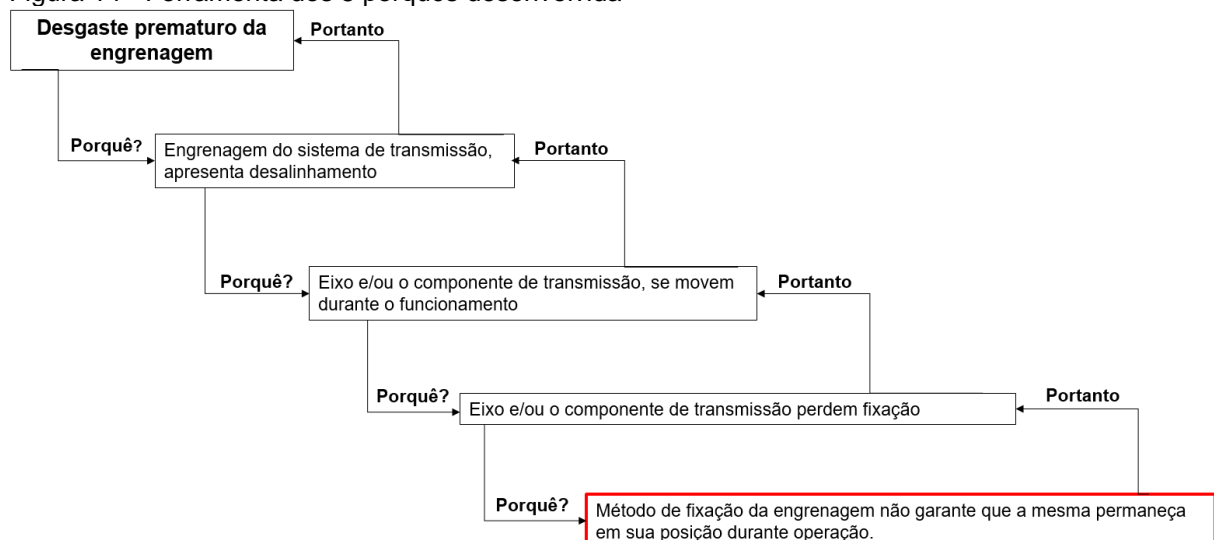 Desgaste prematuro da
engrenagem
Portanto
Porquê?
Engrenagem do sistema de transmissão,
apresenta desalinhamento
Portanto
Porquê?
Eixo e/ou o componente de transmissão, se movem
durante o funcionamento
Portanto
Porquê?
Eixo e/ou o componente de transmissão perdem fixação
Portanto
Porquê?
Método de fixação da engrenagem não garante que a mesma permaneça
em sua posição durante operação.